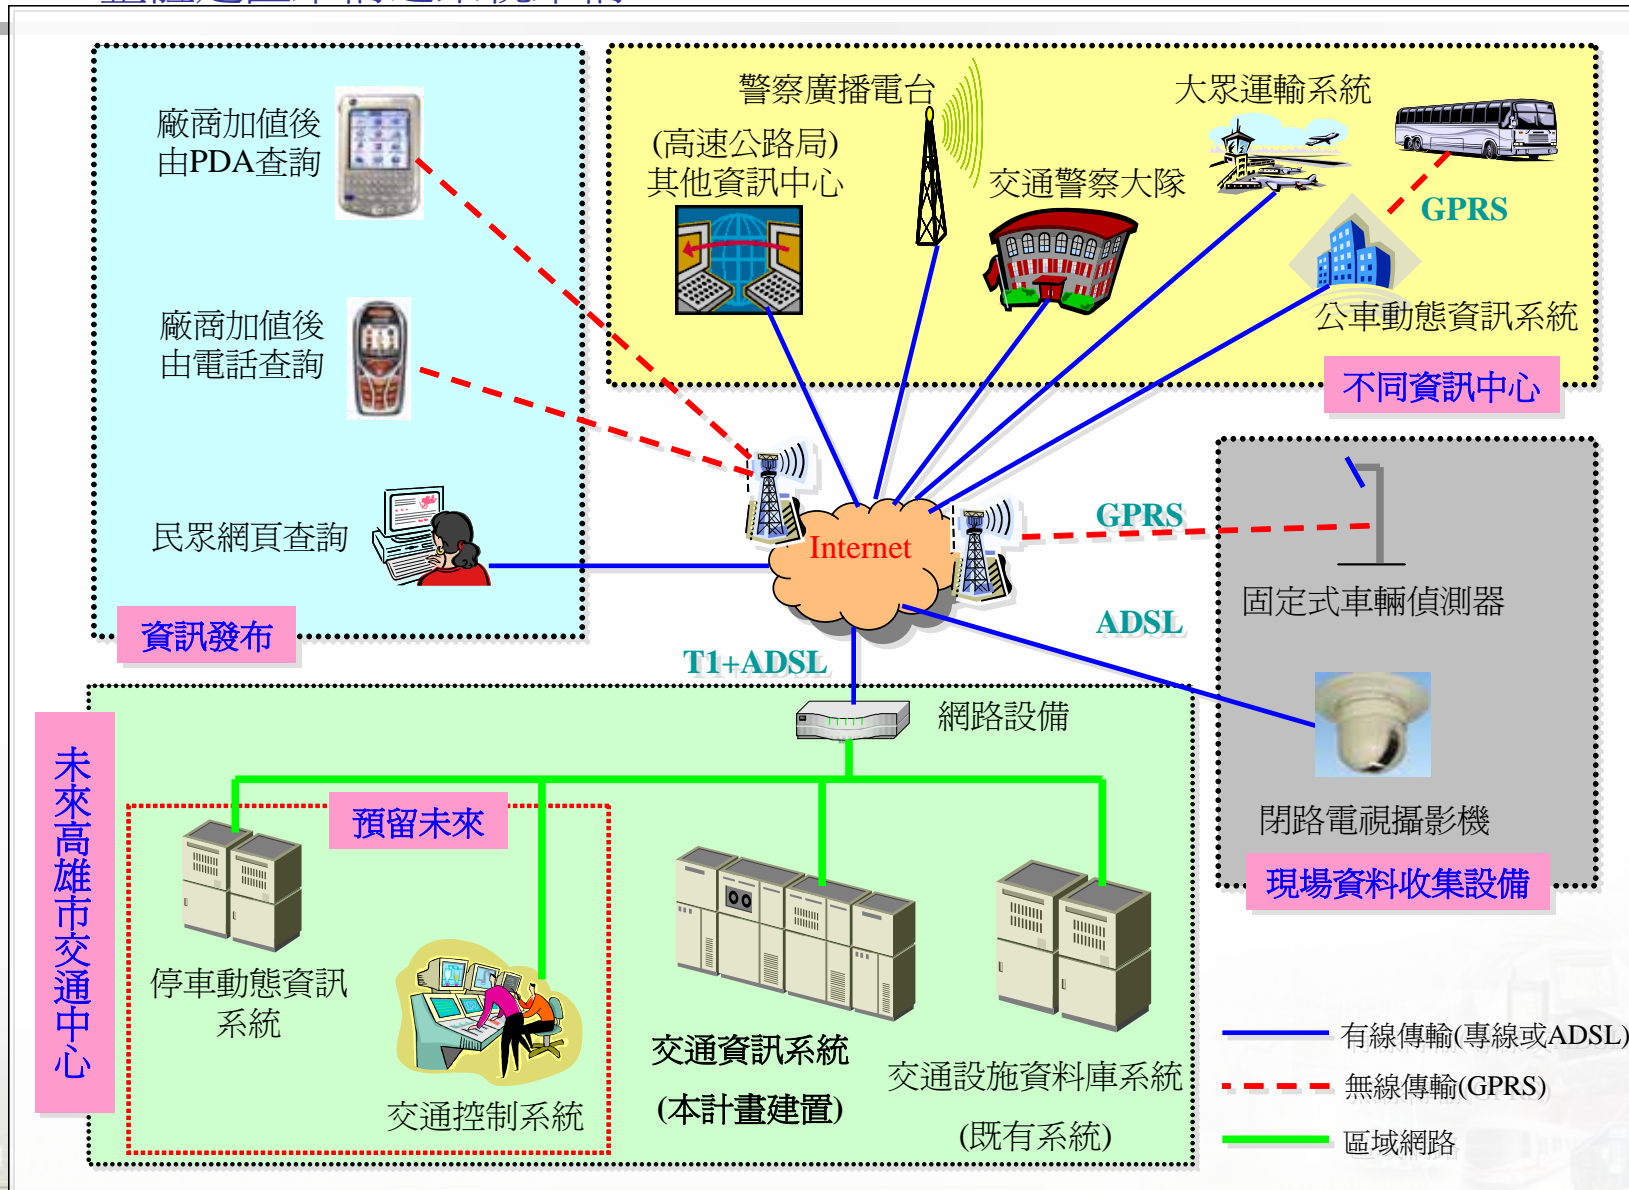 廠商加值後
由PDA查詢
廠商加值後
由電話查詢
民眾網頁查詢
資訊發布
警察廣播電台
(高速公路局)
其他資訊中心
交通警察大隊
大眾運輸系統
GPRS
公車動態資訊系統
不同資訊中心
Internet
GPRS
ADSL
T1+ADSL
固定式車輛偵測器
閉路電視攝影機
現場資料收集設備
網路設備
未來高雄市交通中心
預留未來
停車動態資訊
系統
交通控制系統
交通資訊系統
(本計畫建置)
交通設施資料庫系統
(既有系統)
有線傳輸(專線或ADSL)
無線傳輸(GPRS)
區域網路